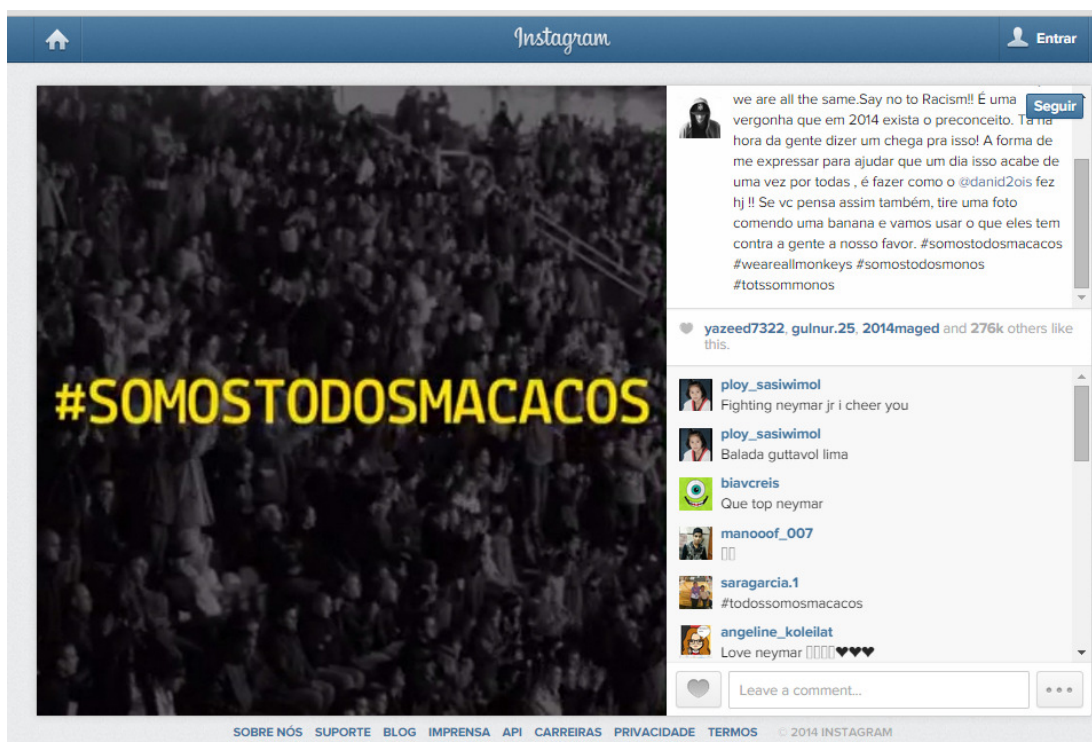 Instagram
Entrar
#SOMOSTODOSMACACOS
we are all the same.Say no to Racism!! É uma
Seguir
vergonha que em 2014 exista o preconceito. Tá na
hora da gente dizer um chega pra isso! A forma de
me expressar para ajudar que um dia isso acabe de
uma vez por todas , é fazer como o @danid2ois fez
hj !! Se vc pensa assim também, tire uma foto
comendo uma banana e vamos usar o que eles tem
contra a gente a nosso favor. #somostodosmacacos
#weareallmonkeys #somostodosmonos
#totssommonos
yazeed7322, gulnur.25, 2014maged and 276k others like
this.
ploy_sasiwimol
Fighting neymar jr i cheer you
ploy_sasiwimol
Balada guttavol lima
biavcreis
Que top neymar
manooof_007
saragarcia.1
#todossomosmacacos
angeline_koleilat
Love neymar ♥♥♥
Leave a comment...
SOBRE NÓS SUPORTE BLOG IMPRENSA API CARREIRAS PRIVACIDADE TERMOS © 2014 INSTAGRAM